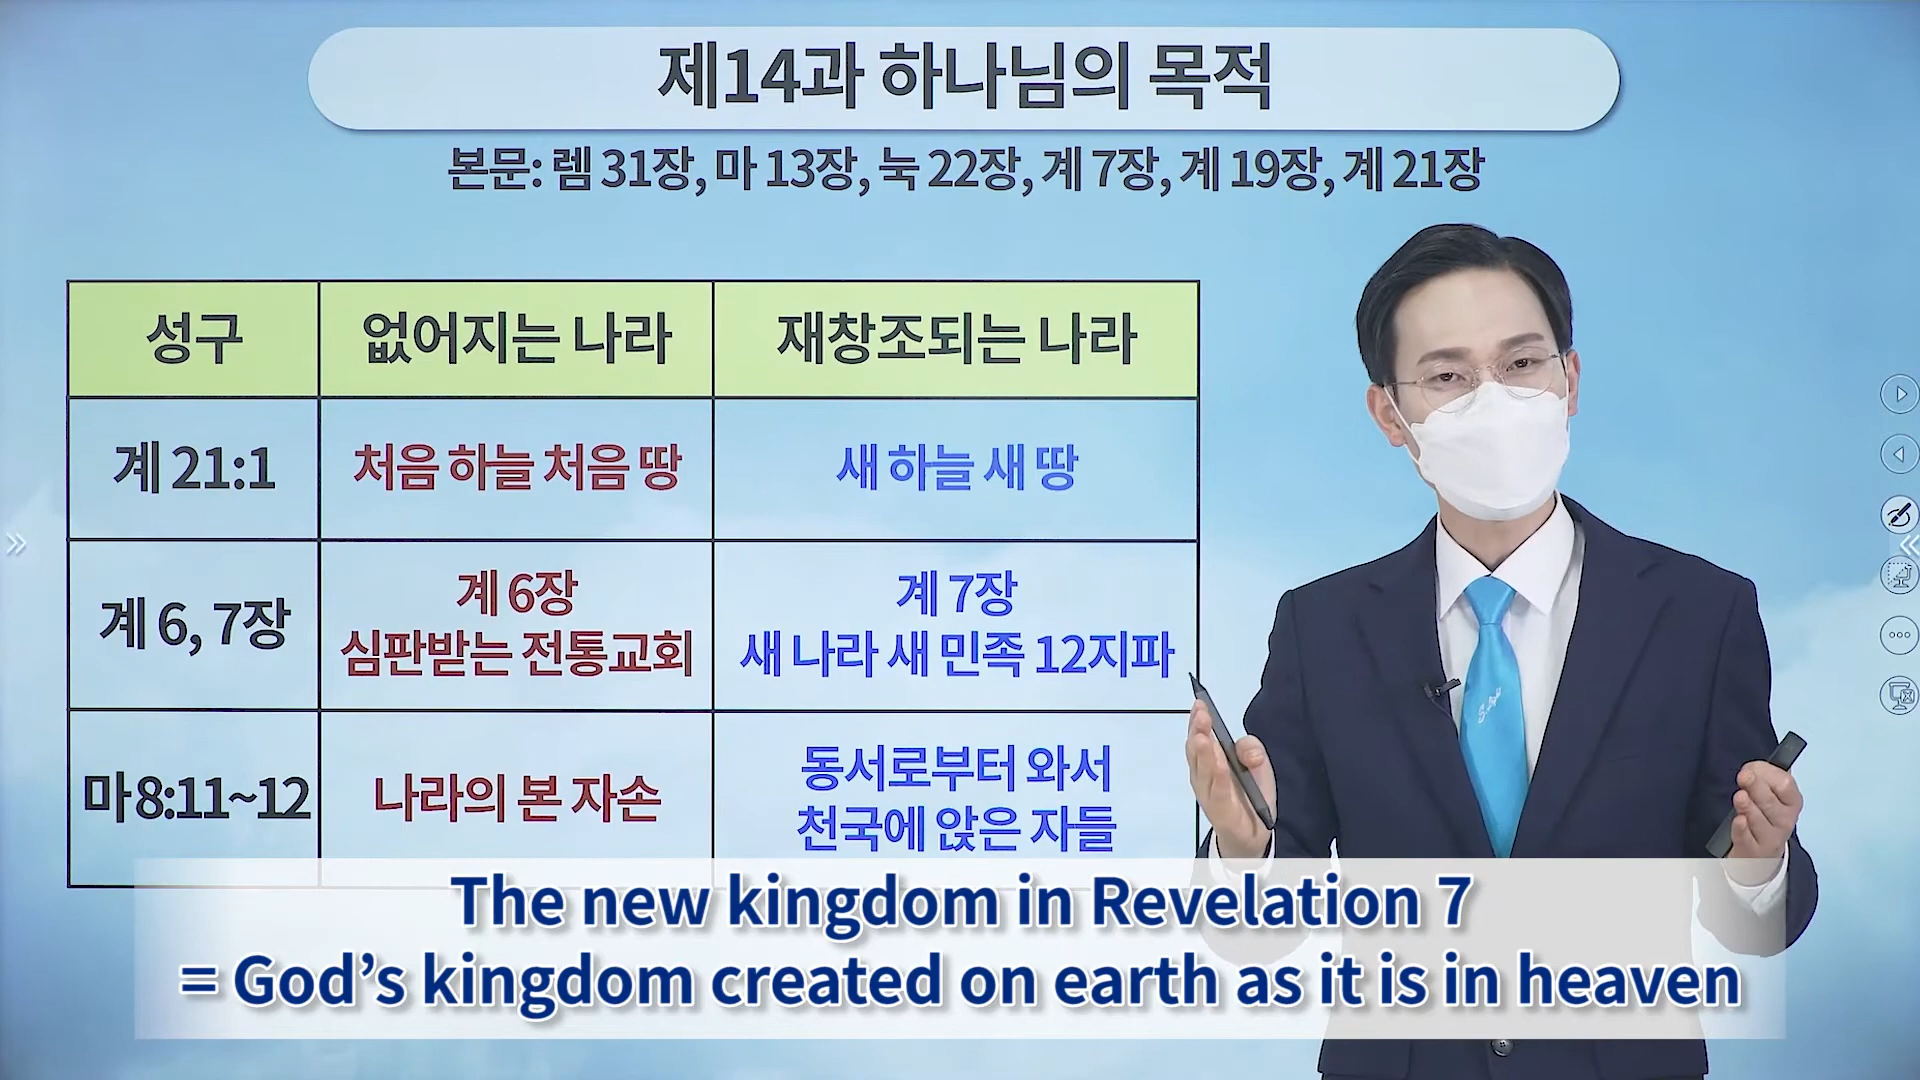 제14과 하나님의 목적
본문: 렘 31장, 마 13장, 눅 22장, 계 7장, 계 19장, 계 21장
성구
없어지는 나라
재창조되는 나라
계 21:1
처음 하늘 처음 땅
새 하늘 새 땅
계 6, 7장
계 6장
심판받는 전통교회
계 7장
새 나라 새 민족 12지파
마 8:11~12
나라의 본 자손
동서로부터 와서
천국에 앉은 자들
The new kingdom in Revelation 7
= God’s kingdom created on earth as it is in heaven